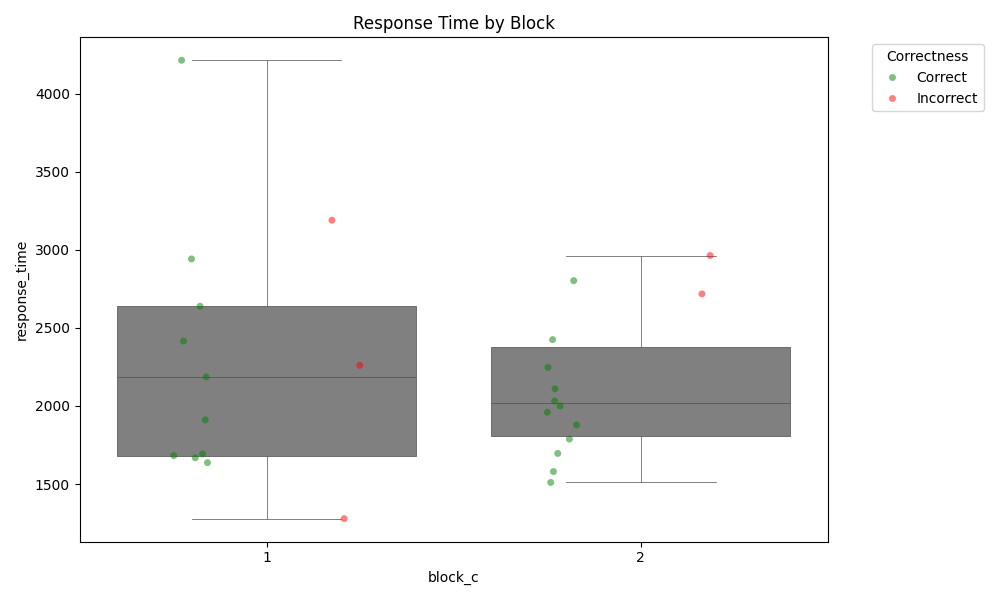 Response Time by Block
Correctness
Correct
Incorrect
response_time
4000
3500
3000
2500
2000
1500
1
2
block_c